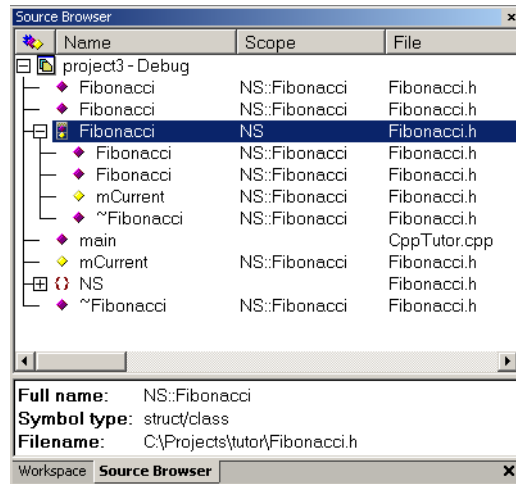 Source Browser
Name Scope File
project3 - Debug
Fibonacci NS::Fibonacci Fibonacci.h
Fibonacci NS::Fibonacci Fibonacci.h
Fibonacci NS Fibonacci.h
Fibonacci NS::Fibonacci Fibonacci.h
Fibonacci NS::Fibonacci Fibonacci.h
mCurrent NS::Fibonacci Fibonacci.h
~Fibonacci NS::Fibonacci Fibonacci.h
main CppTutor.cpp
mCurrent NS::Fibonacci Fibonacci.h
NS Fibonacci.h
~Fibonacci NS::Fibonacci Fibonacci.h
Full name: NS::Fibonacci
Symbol type: struct/class
Filename: C:\Projects\tutor\Fibonacci.h
Workspace Source Browser